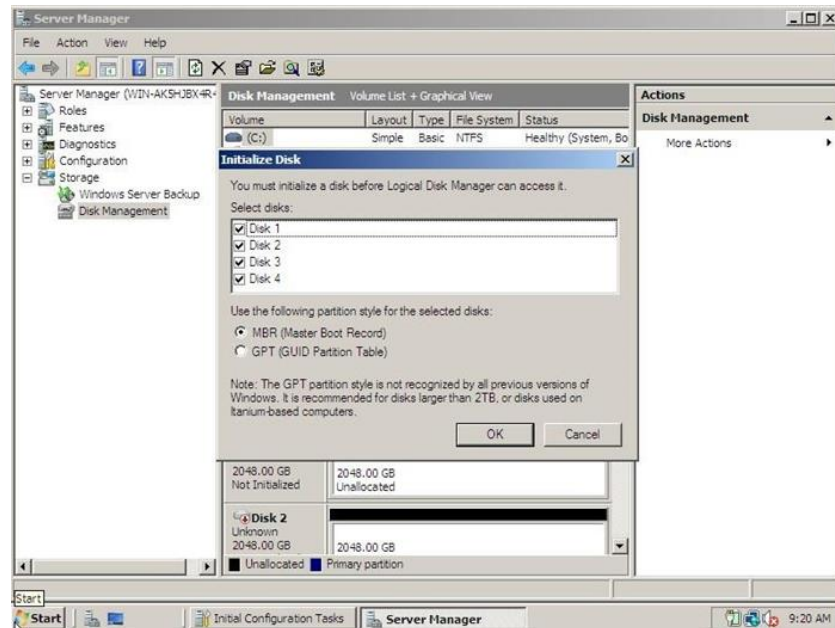 Server Manager
File Action View Help
Server Manager (WIN-AK5HJBX4R4
Roles
Features
Diagnostics
Configuration
Storage
Windows Server Backup
Disk Management
Disk Management Volume List + Graphical View
Volume Layout Type File System Status
(C:) Simple Basic NTFS Healthy (System, Bo
Initialize Disk
You must initialize a disk before Logical Disk Manager can access it.
Select disks:
Disk 1
Disk 2
Disk 3
Disk 4
Use the following partition style for the selected disks:
MBR (Master Boot Record)
GPT (GUID Partition Table)
Note: The GPT partition style is not recognized by all previous versions of
Windows. It is recommended for disks larger than 2TB, or disks used on
Itanium-based computers.
OK Cancel
2048.00 GB
Not Initialized
2048.00 GB
Unallocated
Disk 2
Unknown
2048.00 GB
2048.00 GB
Unallocated Primary partition
Actions
Disk Management
More Actions
Start
Start Initial Configuration Tasks Server Manager 9:20 AM